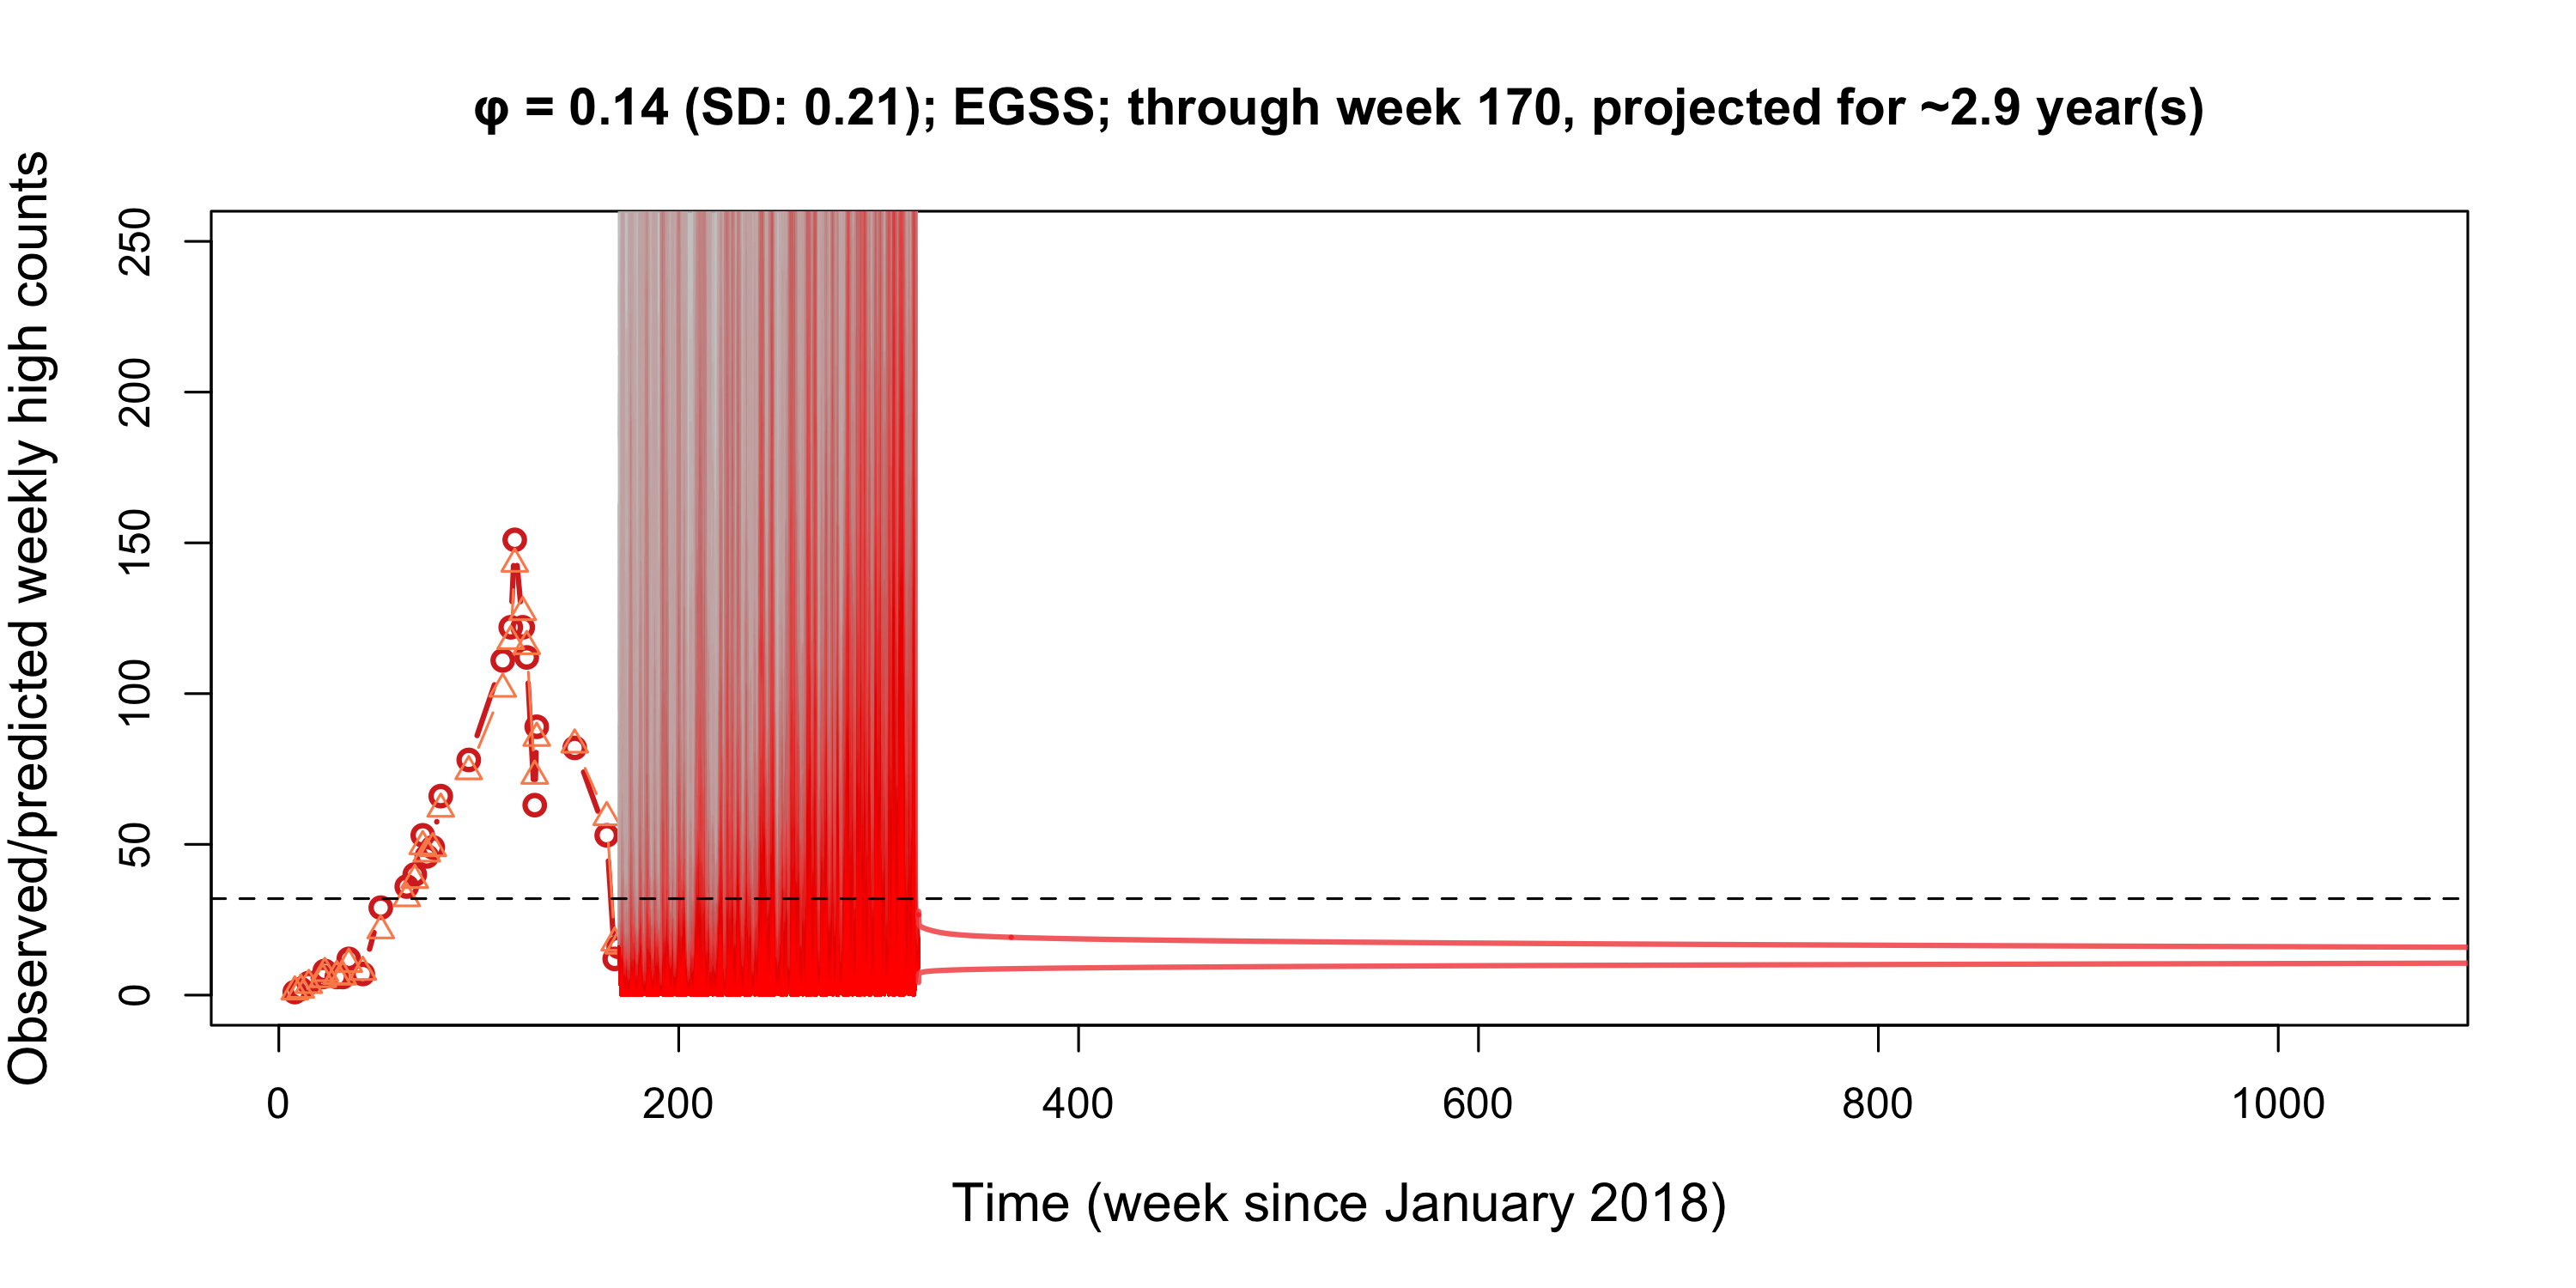 φ = 0.14 (SD: 0.21); EGSS; through week 170, projected for ~2.9 year(s)
Observed/predicted weekly high counts
250
200
150
100
50
0
0 200 400 600 800 1000
Time (week since January 2018)